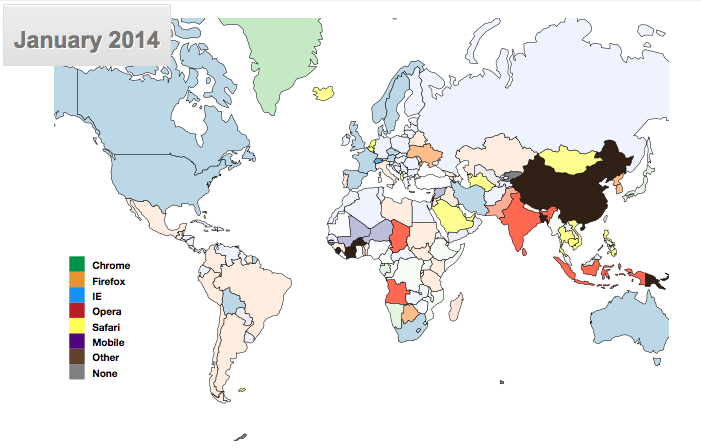 January 2014
Chrome
Firefox
IE
Opera
Safari
Mobile
Other
None